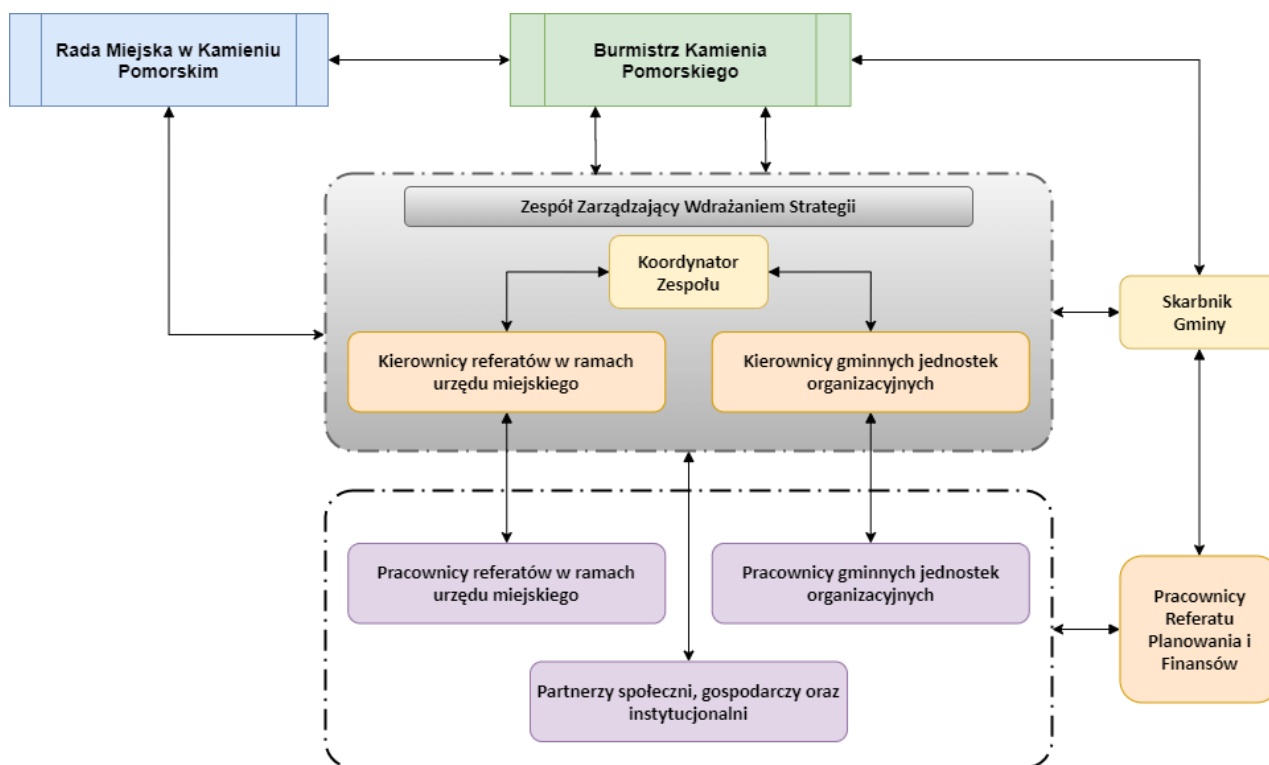 Rada Miejska w Kamieniu
Pomorskim
Burmistrz Kamienia
Pomorskiego
Zespół Zarządzający Wdrażaniem Strategii
Koordynator
Zespołu
Skarbnik
Gminy
Kierownicy referatów w ramach
urzędu miejskiego
Kierownicy gminnych jednostek
organizacyjnych
Pracownicy referatów w ramach
urzędu miejskiego
Pracownicy gminnych jednostek
organizacyjnych
Pracownicy
Referatu
Planowania i
Finansów
Partnerzy społeczni, gospodarczy oraz
instytucjonalni